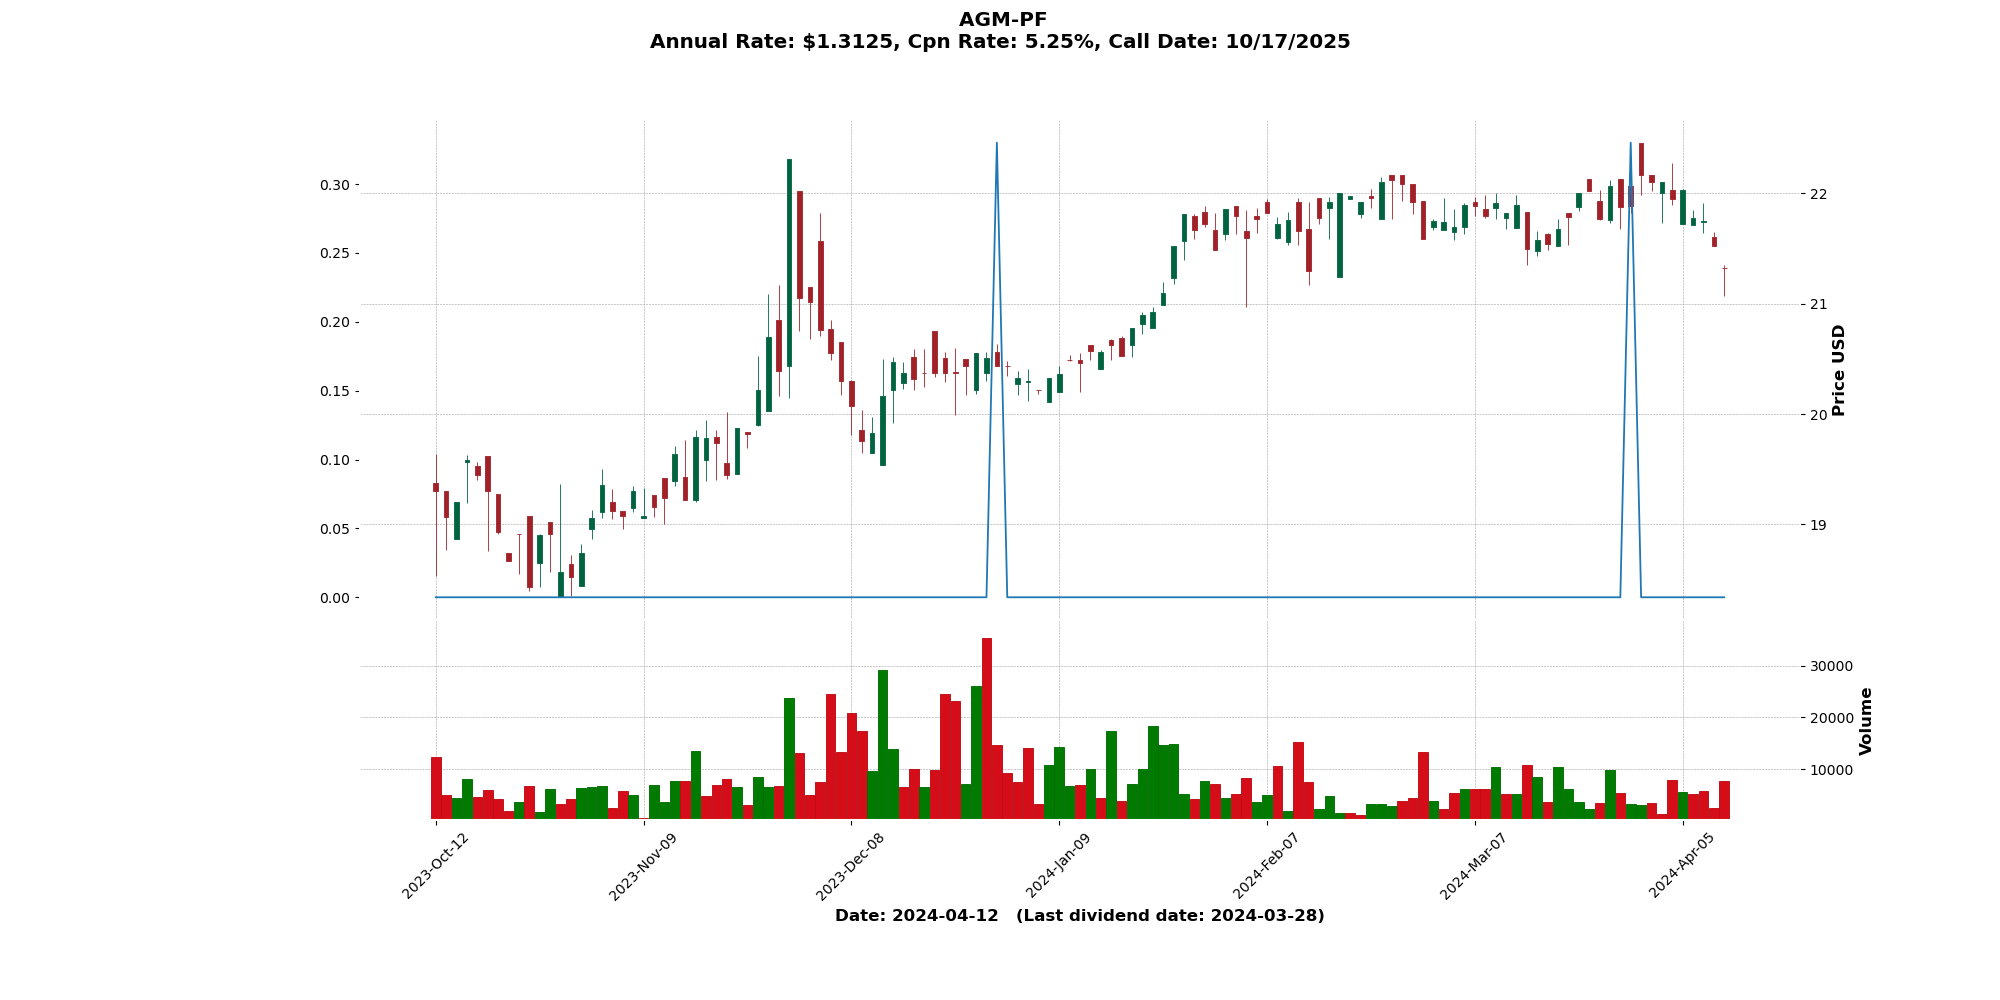 AGM-PF
Annual Rate: $1.3125, Cpn Rate: 5.25%, Call Date: 10/17/2025
0.30
0.25
0.20
0.15
0.10
0.05
0.00
22
21
20
19
Price USD
30000
20000
10000
Volume
2023-Oct-12
2023-Nov-09
2023-Dec-08
2024-Jan-09
2024-Feb-07
2024-Mar-07
2024-Apr-05
Date: 2024-04-12 (Last dividend date: 2024-03-28)